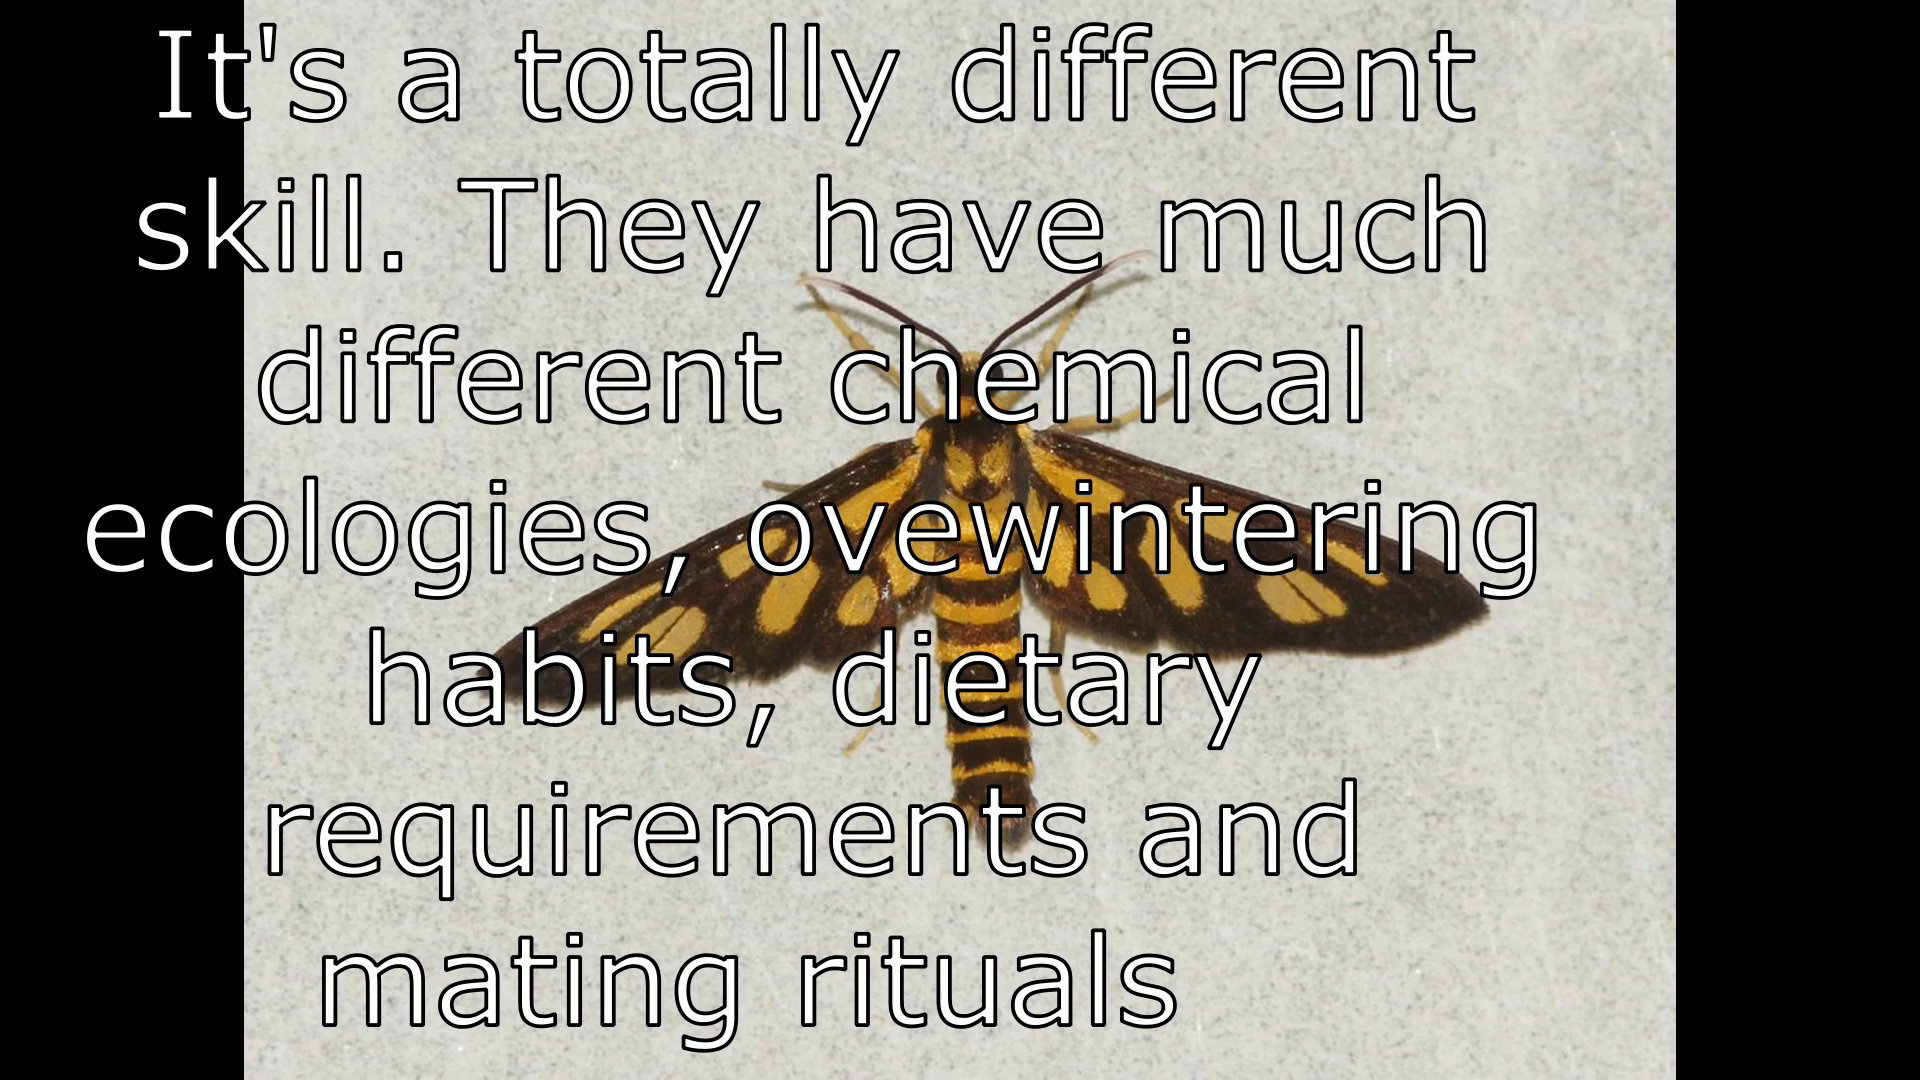 It's a totally different
skill. They have much
different chemical
ecologies, ovewintering
habits, dietary
requirements and
mating rituals